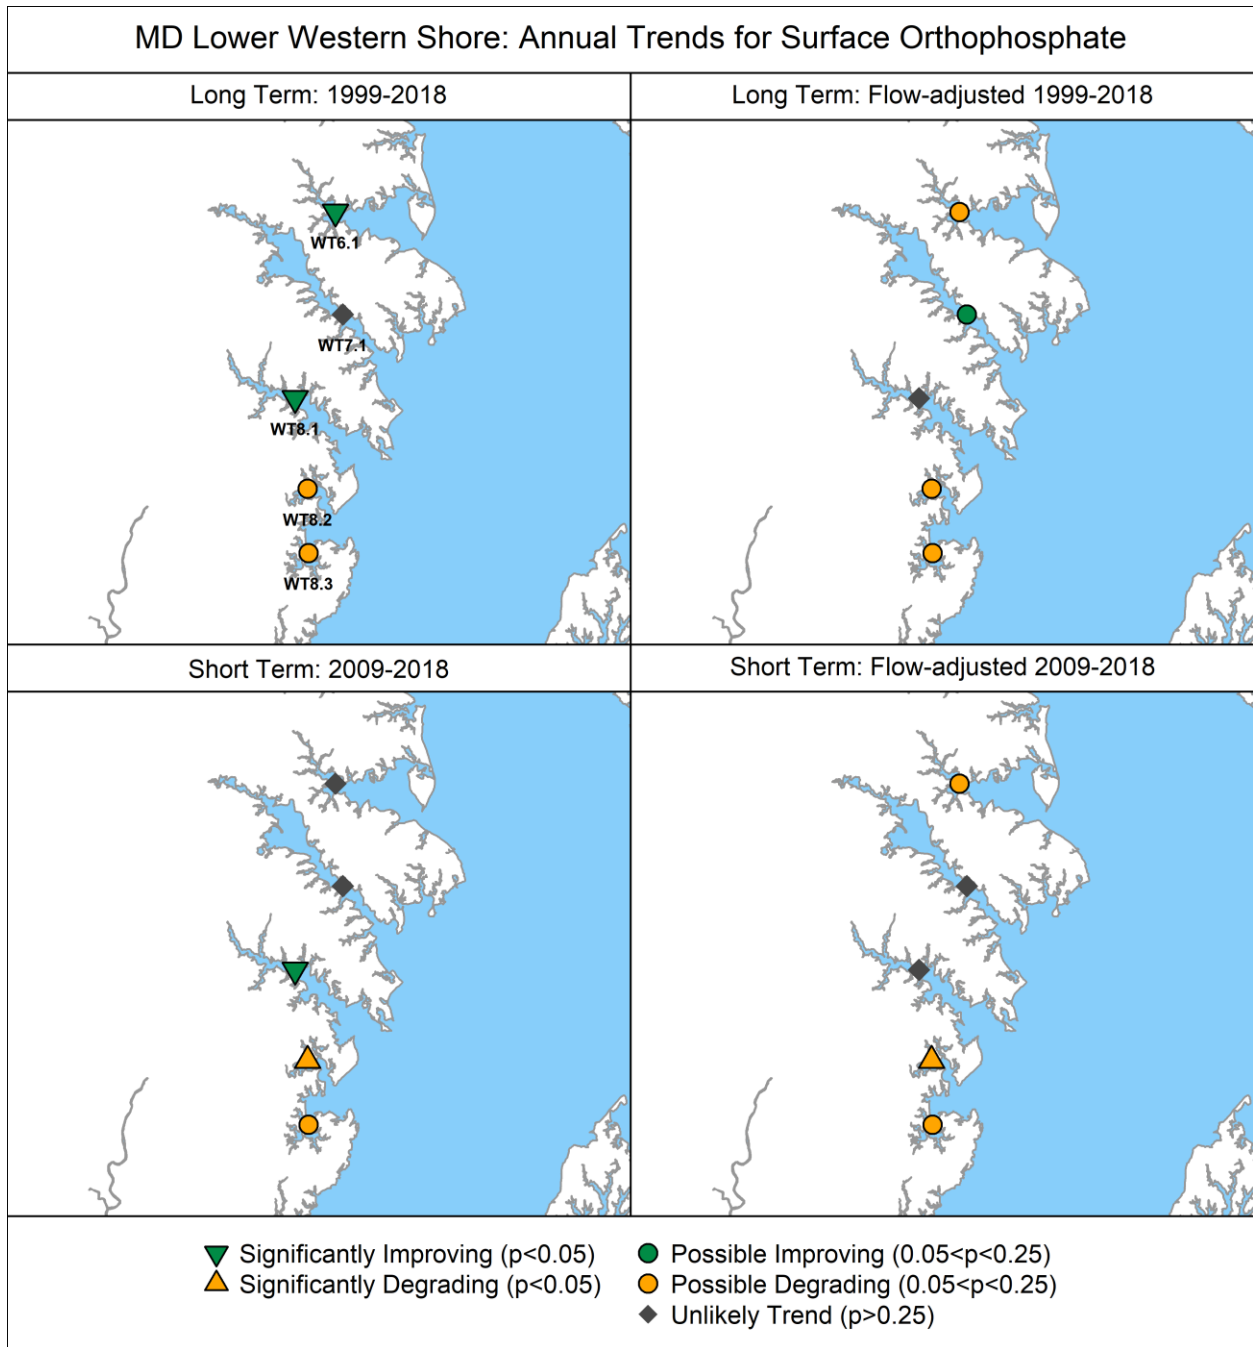 MD Lower Western Shore: Annual Trends for Surface Orthophosphate
Long Term: 1999-2018
Long Term: Flow-adjusted 1999-2018
WT6.1
WT7.1
WT8.1
WT8.2
WT8.3
Short Term: 2009-2018
Short Term: Flow-adjusted 2009-2018
Significantly Improving (p<0.05)
Significantly Degrading (p<0.05)
Possible Improving (0.05<p<0.25)
Possible Degrading (0.05<p<0.25)
Unlikely Trend (p>0.25)